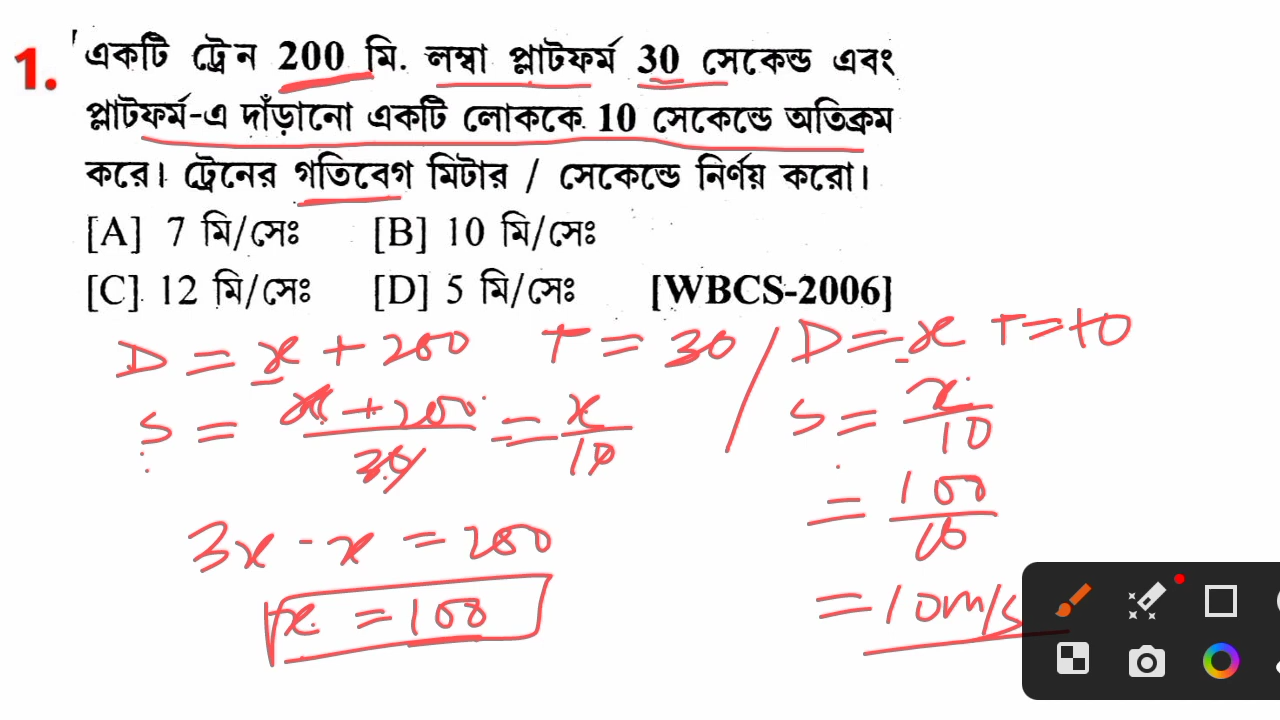 1. একটি ট্রেন 200 মি. লম্বা প্লাটফর্ম 30 সেকেন্ড এবং
প্লাটফর্ম-এ দাঁড়ানো একটি লোককে 10 সেকেন্ডে অতিক্রম
করে। ট্রেনের গতিবেগ মিটার / সেকেন্ডে নির্ণয় করো।
[A] 7 মি/সেঃ [B] 10 মি/সেঃ
[C] 12 মি/সেঃ [D] 5 মি/সেঃ [WBCS-2006]
D = x + 200 T = 30 / D = x T = 10
S = x + 200 / 30 = x / 10
S = x / 10
= 100 / 10
3x - x = 200
x = 100
= 10 m/s